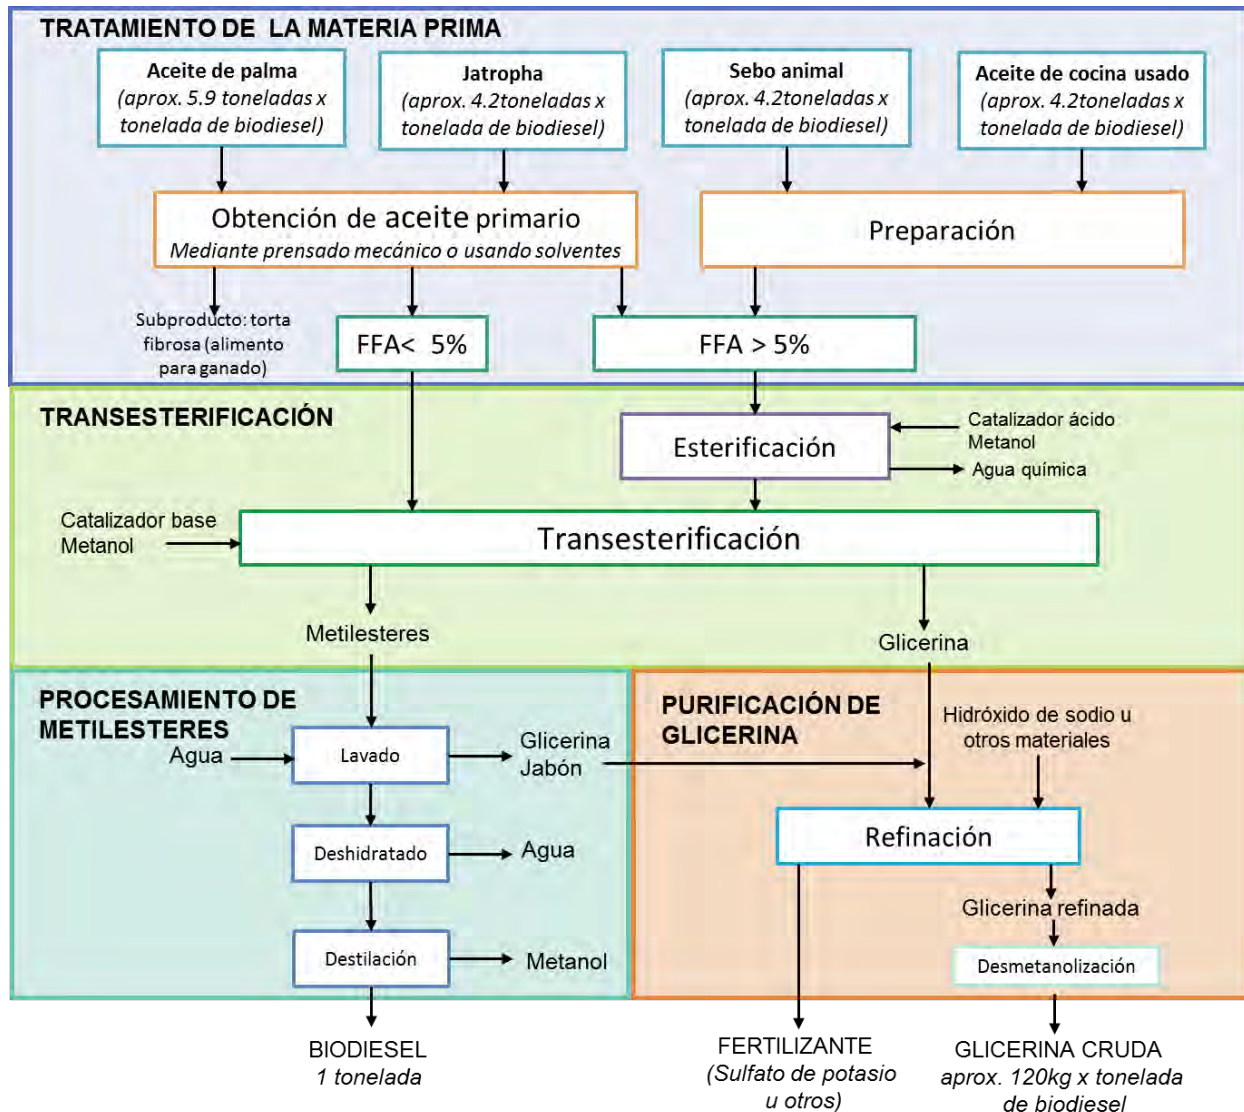 TRATAMIENTO DE LA MATERIA PRIMA
Aceite de palma
(aprox. 5.9 toneladas x
tonelada de biodiesel)
Jatropha
(aprox. 4.2toneladas x
tonelada de biodiesel)
Sebo animal
(aprox. 4.2toneladas x
tonelada de biodiesel)
Aceite de cocina usado
(aprox. 4.2toneladas x
tonelada de biodiesel)
Obtención de aceite primario
Mediante prensado mecánico o usando solventes
Preparación
Subproducto: torta
fibrosa (alimento
para ganado)
FFA< 5%
FFA > 5%
TRANSESTERIFICACIÓN
Esterificación
Catalizador ácido
Metanol
Agua química
Catalizador base
Metanol
Transesterificación
Metilesteres
Glicerina
PROCESAMIENTO DE
METILESTERES
Agua
Lavado
Glicerina
Jabón
Deshidratado
Agua
Destilación
Metanol
PURIFICACIÓN DE
GLICERINA
Hidróxido de sodio u
otros materiales
Refinación
Glicerina refinada
Desmetanolización
BIODIESEL
1 tonelada
FERTILIZANTE
(Sulfato de potasio
u otros)
GLICERINA CRUDA
aprox. 120kg x tonelada
de biodiesel